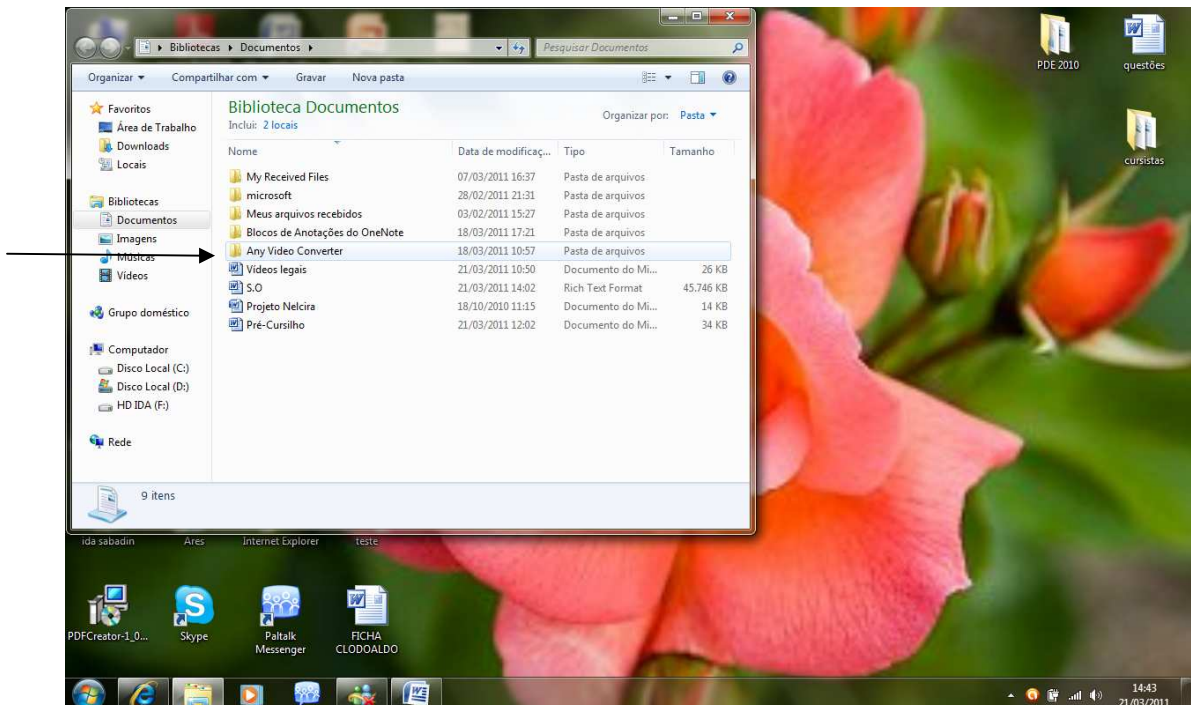 Bibliotecas Documentos
Pesquisar Documentos
Organizar Compartilhar com Gravar Nova pasta
Favoritos
Área de Trabalho
Downloads
Locais
Bibliotecas
Documentos
Imagens
Músicas
Vídeos
Grupo doméstico
Computador
Disco Local (C:)
Disco Local (D:)
HD IDA (F:)
Rede
Biblioteca Documentos
Inclui: 2 locais
Organizar por: Pasta
Nome Data de modificaç... Tipo Tamanho
My Received Files 07/03/2011 16:37 Pasta de arquivos
microsoft 28/02/2011 21:31 Pasta de arquivos
Meus arquivos recebidos 03/02/2011 15:27 Pasta de arquivos
Blocos de Anotações do OneNote 18/03/2011 17:21 Pasta de arquivos
Any Video Converter 18/03/2011 10:57 Pasta de arquivos
Vídeos legais 21/03/2011 10:50 Documento do Mi... 26 KB
S.O 21/03/2011 14:02 Rich Text Format 45.746 KB
Projeto Nelcira 18/10/2010 11:15 Documento do Mi... 14 KB
Pré-Cursilho 21/03/2011 12:02 Documento do Mi... 34 KB
9 itens
PDE 2010
questões
cursistas
ida sabadin Ares Internet Explorer teste
PDFCreator-1_0... Skype Paltalk Messenger FICHA CLODOALDO
14:43
21/03/2011